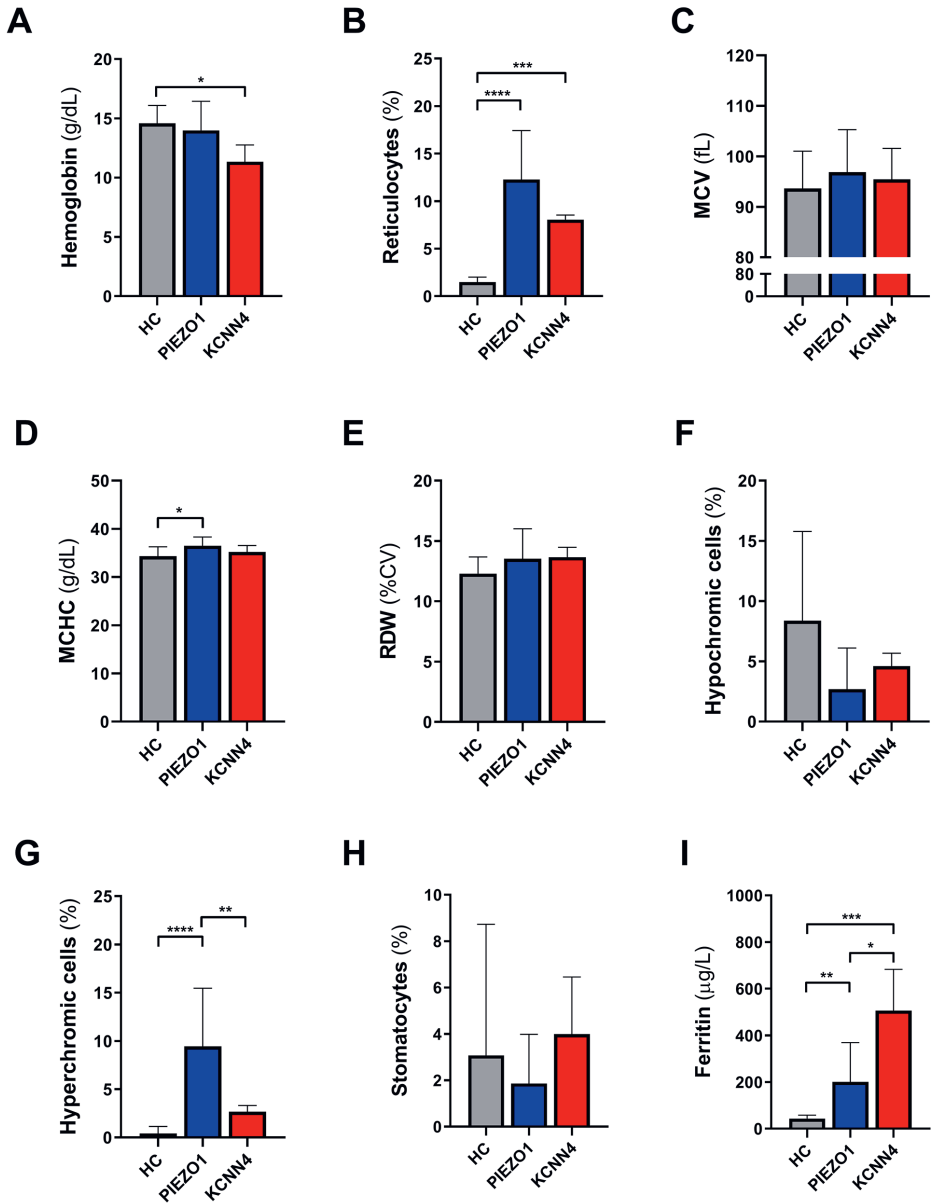 A
Hemoglobin (g/dL)
20
15
10
5
0
*
HC
PIEZO1
KCNN4
B
Reticulocytes (%)
25
20
15
10
5
0
***
****
HC
PIEZO1
KCNN4
C
MCV (fL)
120
110
100
90
80
80
0
HC
PIEZO1
KCNN4
D
MCHC (g/dL)
50
40
30
20
10
0
*
HC
PIEZO1
KCNN4
E
RDW (%CV)
20
15
10
5
0
HC
PIEZO1
KCNN4
F
Hypochromic cells (%)
20
15
10
5
0
HC
PIEZO1
KCNN4
G
Hyperchromic cells (%)
25
20
15
10
5
0
****
**
HC
PIEZO1
KCNN4
H
Stomatocytes (%)
10
8
6
4
2
0
HC
PIEZO1
KCNN4
I
Ferritin (µg/L)
1000
800
600
400
200
0
***
*
**
HC
PIEZO1
KCNN4